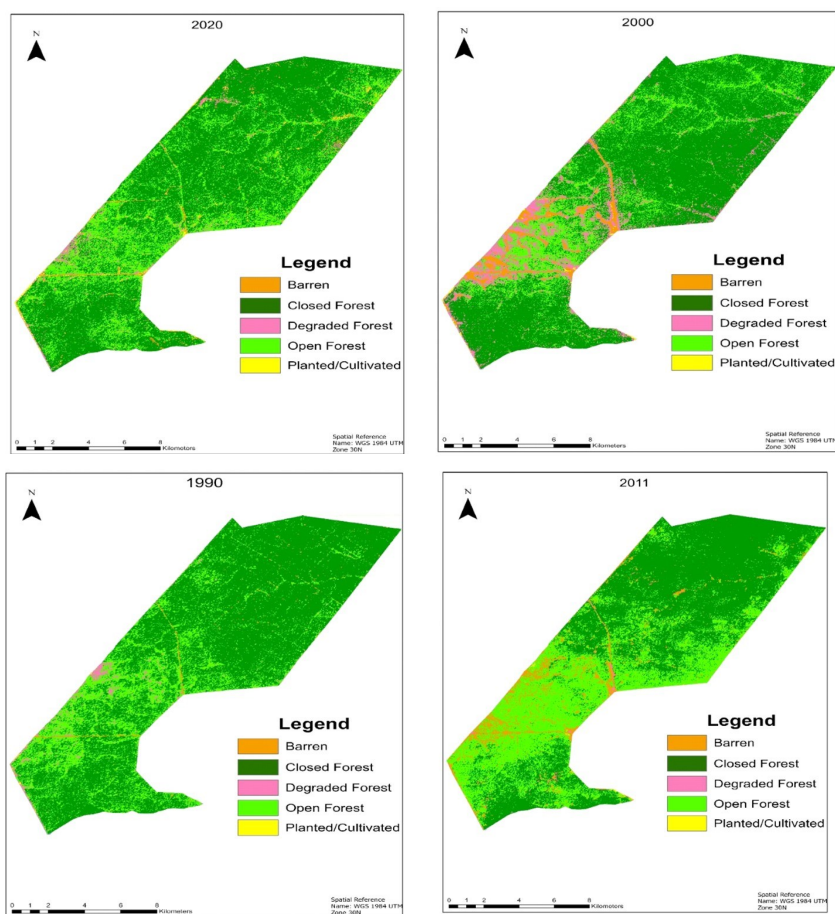 2020
N
Legend
Barren
Closed Forest
Degraded Forest
Open Forest
Planted/Cultivated
0 1 2 4 6 8
Kilometers
Spatial Reference
Name: WGS 1984 UTM
Zone 30N
2000
N
Legend
Barren
Closed Forest
Degraded Forest
Open Forest
Planted/Cultivated
0 1 2 4 6 8
Kilometers
Spatial Reference
Name: WGS 1984 UTM
Zone 30N
1990
N
Legend
Barren
Closed Forest
Degraded Forest
Open Forest
Planted/Cultivated
0 1 2 4 6 8
Kilometers
Spatial Reference
Name: WGS 1984 UTM
Zone 30N
2011
N
Legend
Barren
Closed Forest
Degraded Forest
Open Forest
Planted/Cultivated
0 1 2 4 6 8
Kilometers
Spatial Reference
Name: WGS 1984 UTM
Zone 30N